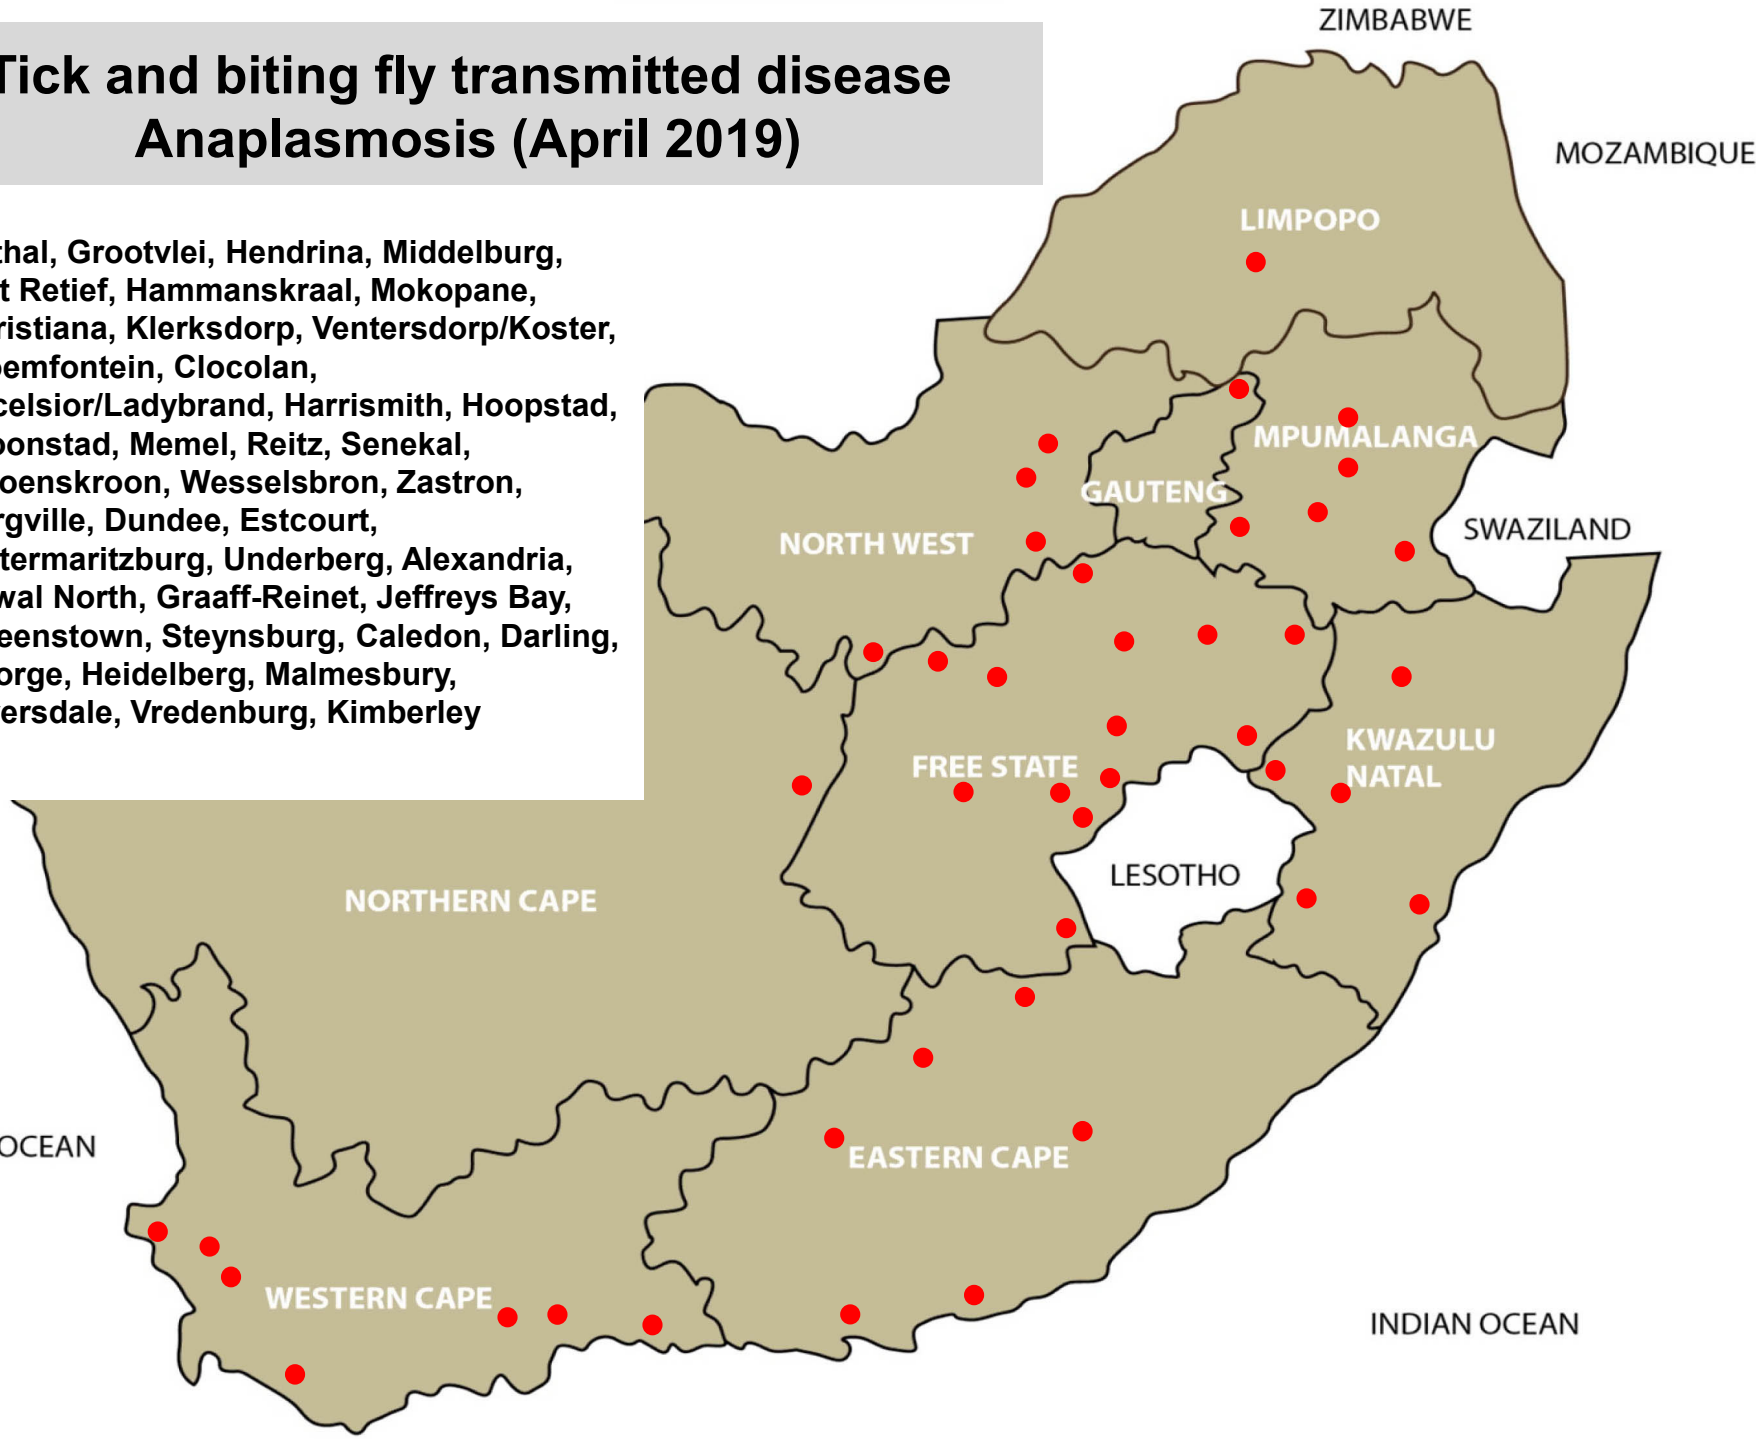 Tick and biting fly transmitted disease
Anaplasmosis (April 2019)
thal, Grootvlei, Hendrina, Middelburg,
t Retief, Hammanskraal, Mokopane,
ristiana, Klerksdorp, Ventersdorp/Koster,
oemfontein, Clocolan,
celsior/Ladybrand, Harrismith, Hoopstad,
oonstad, Memel, Reitz, Senekal,
oenskroon, Wesselsbron, Zastron,
rgville, Dundee, Estcourt,
termaritzburg, Underberg, Alexandria,
wal North, Graaff-Reinet, Jeffreys Bay,
eenstown, Steynsburg, Caledon, Darling,
orge, Heidelberg, Malmesbury,
ersdale, Vredenburg, Kimberley
ZIMBABWE
MOZAMBIQUE
LIMPOPO
MPUMALANGA
GAUTENG
SWAZILAND
NORTH WEST
KWAZULU
NATAL
FREE STATE
LESOTHO
NORTHERN CAPE
OCEAN
EASTERN CAPE
WESTERN CAPE
INDIAN OCEAN